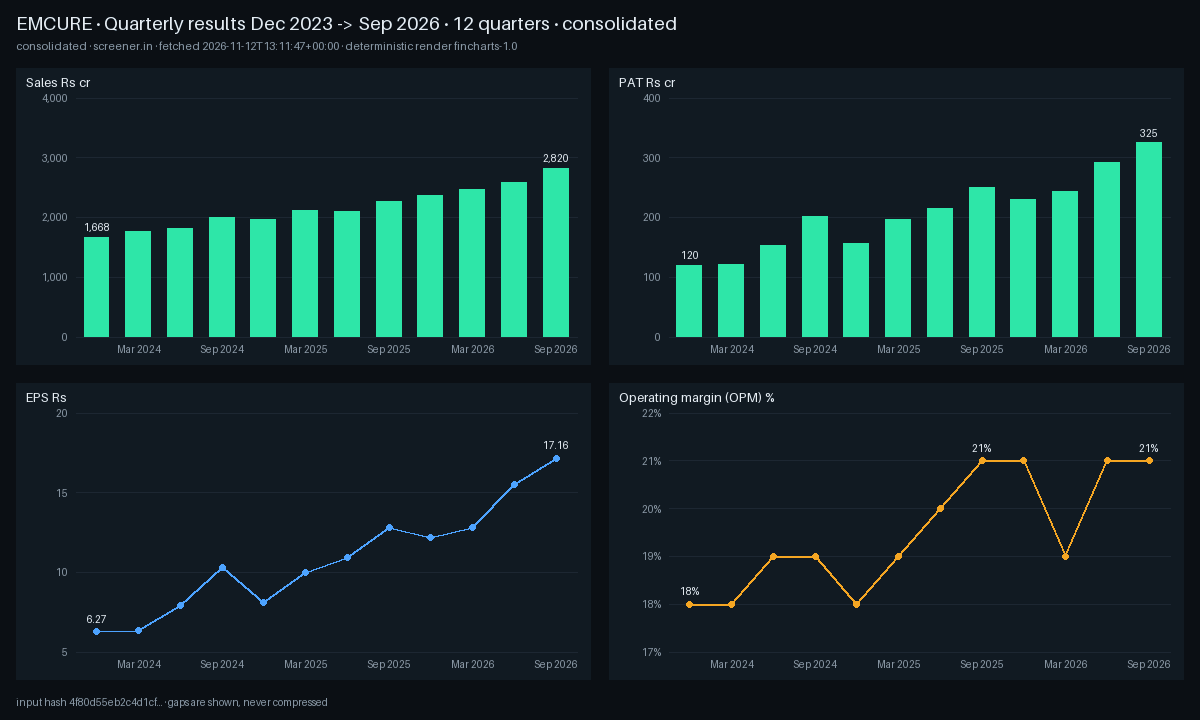 EMCURE · Quarterly results Dec 2023 -> Sep 2026 · 12 quarters · consolidated
consolidated · screener.in · fetched 2026-11-12T13:11:47+00:00 · deterministic render fincharts-1.0
Sales Rs cr
4,000
3,000
2,000
1,000
0
1,668
2,820
Mar 2024
Sep 2024
Mar 2025
Sep 2025
Mar 2026
Sep 2026
PAT Rs cr
400
300
200
100
0
120
325
Mar 2024
Sep 2024
Mar 2025
Sep 2025
Mar 2026
Sep 2026
EPS Rs
20
15
10
5
6.27
17.16
Mar 2024
Sep 2024
Mar 2025
Sep 2025
Mar 2026
Sep 2026
Operating margin (OPM) %
22%
21%
20%
19%
18%
17%
18%
21%
21%
Mar 2024
Sep 2024
Mar 2025
Sep 2025
Mar 2026
Sep 2026
input hash 4f80d55eb2c4d1cf… · gaps are shown, never compressed